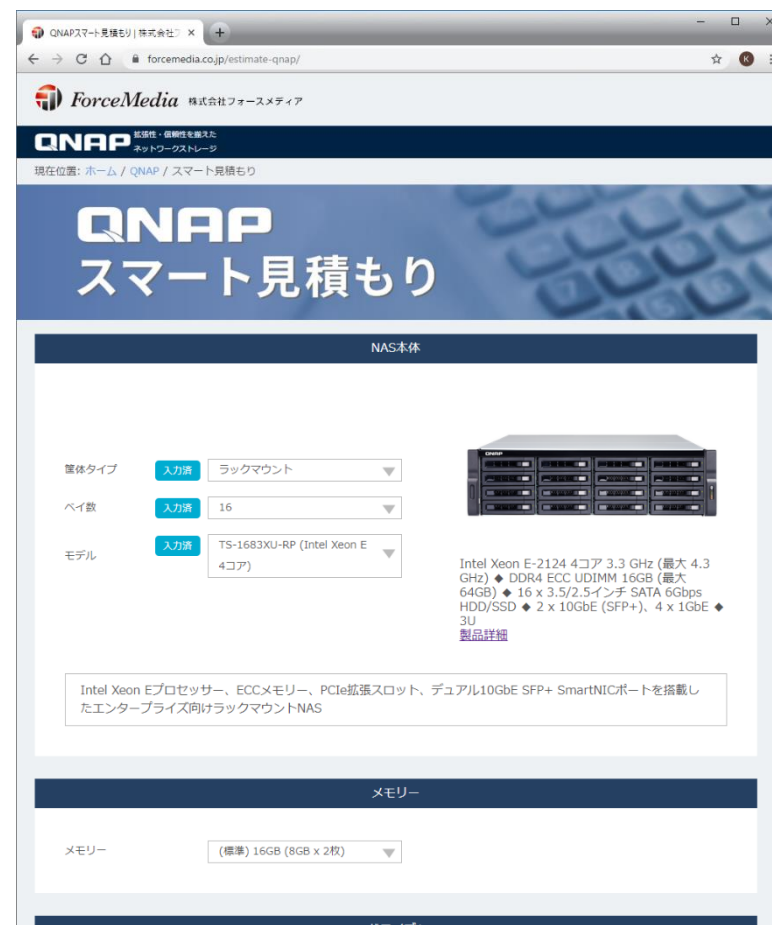 QNAPスマート見積もり | 株式会社
forcemedia.co.jp/estimate-qnap/
K
ForceMedia 株式会社フォースメディア
QNAP 拡張性・信頼性を備えた
ネットワークストレージ
現在位置: ホーム / QNAP / スマート見積もり
QNAP
スマート見積もり
NAS本体
筐体タイプ 入力済 ラックマウント
ベイ数 入力済 16
モデル 入力済 TS-1683XU-RP (Intel Xeon E
4コア)
QNAP
Intel Xeon E-2124 4コア 3.3 GHz (最大 4.3
GHz) ◆ DDR4 ECC UDIMM 16GB (最大
64GB) ◆ 16 x 3.5/2.5インチ SATA 6Gbps
HDD/SSD ◆ 2 x 10GbE (SFP+)、4 x 1GbE ◆
3U
製品詳細
Intel Xeon Eプロセッサー、ECCメモリー、PCIe拡張スロット、デュアル10GbE SFP+ SmartNICポートを搭載し
たエンタープライズ向けラックマウントNAS
メモリー
メモリー (標準) 16GB (8GB x 2枚)